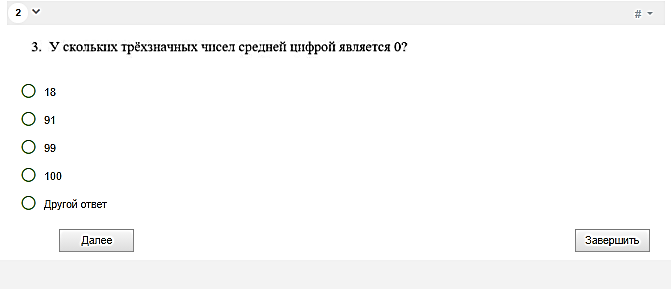 2 #
3. У скольких трёхзначных чисел средней цифрой является 0?
18
91
99
100
Другой ответ
Далее Завершить